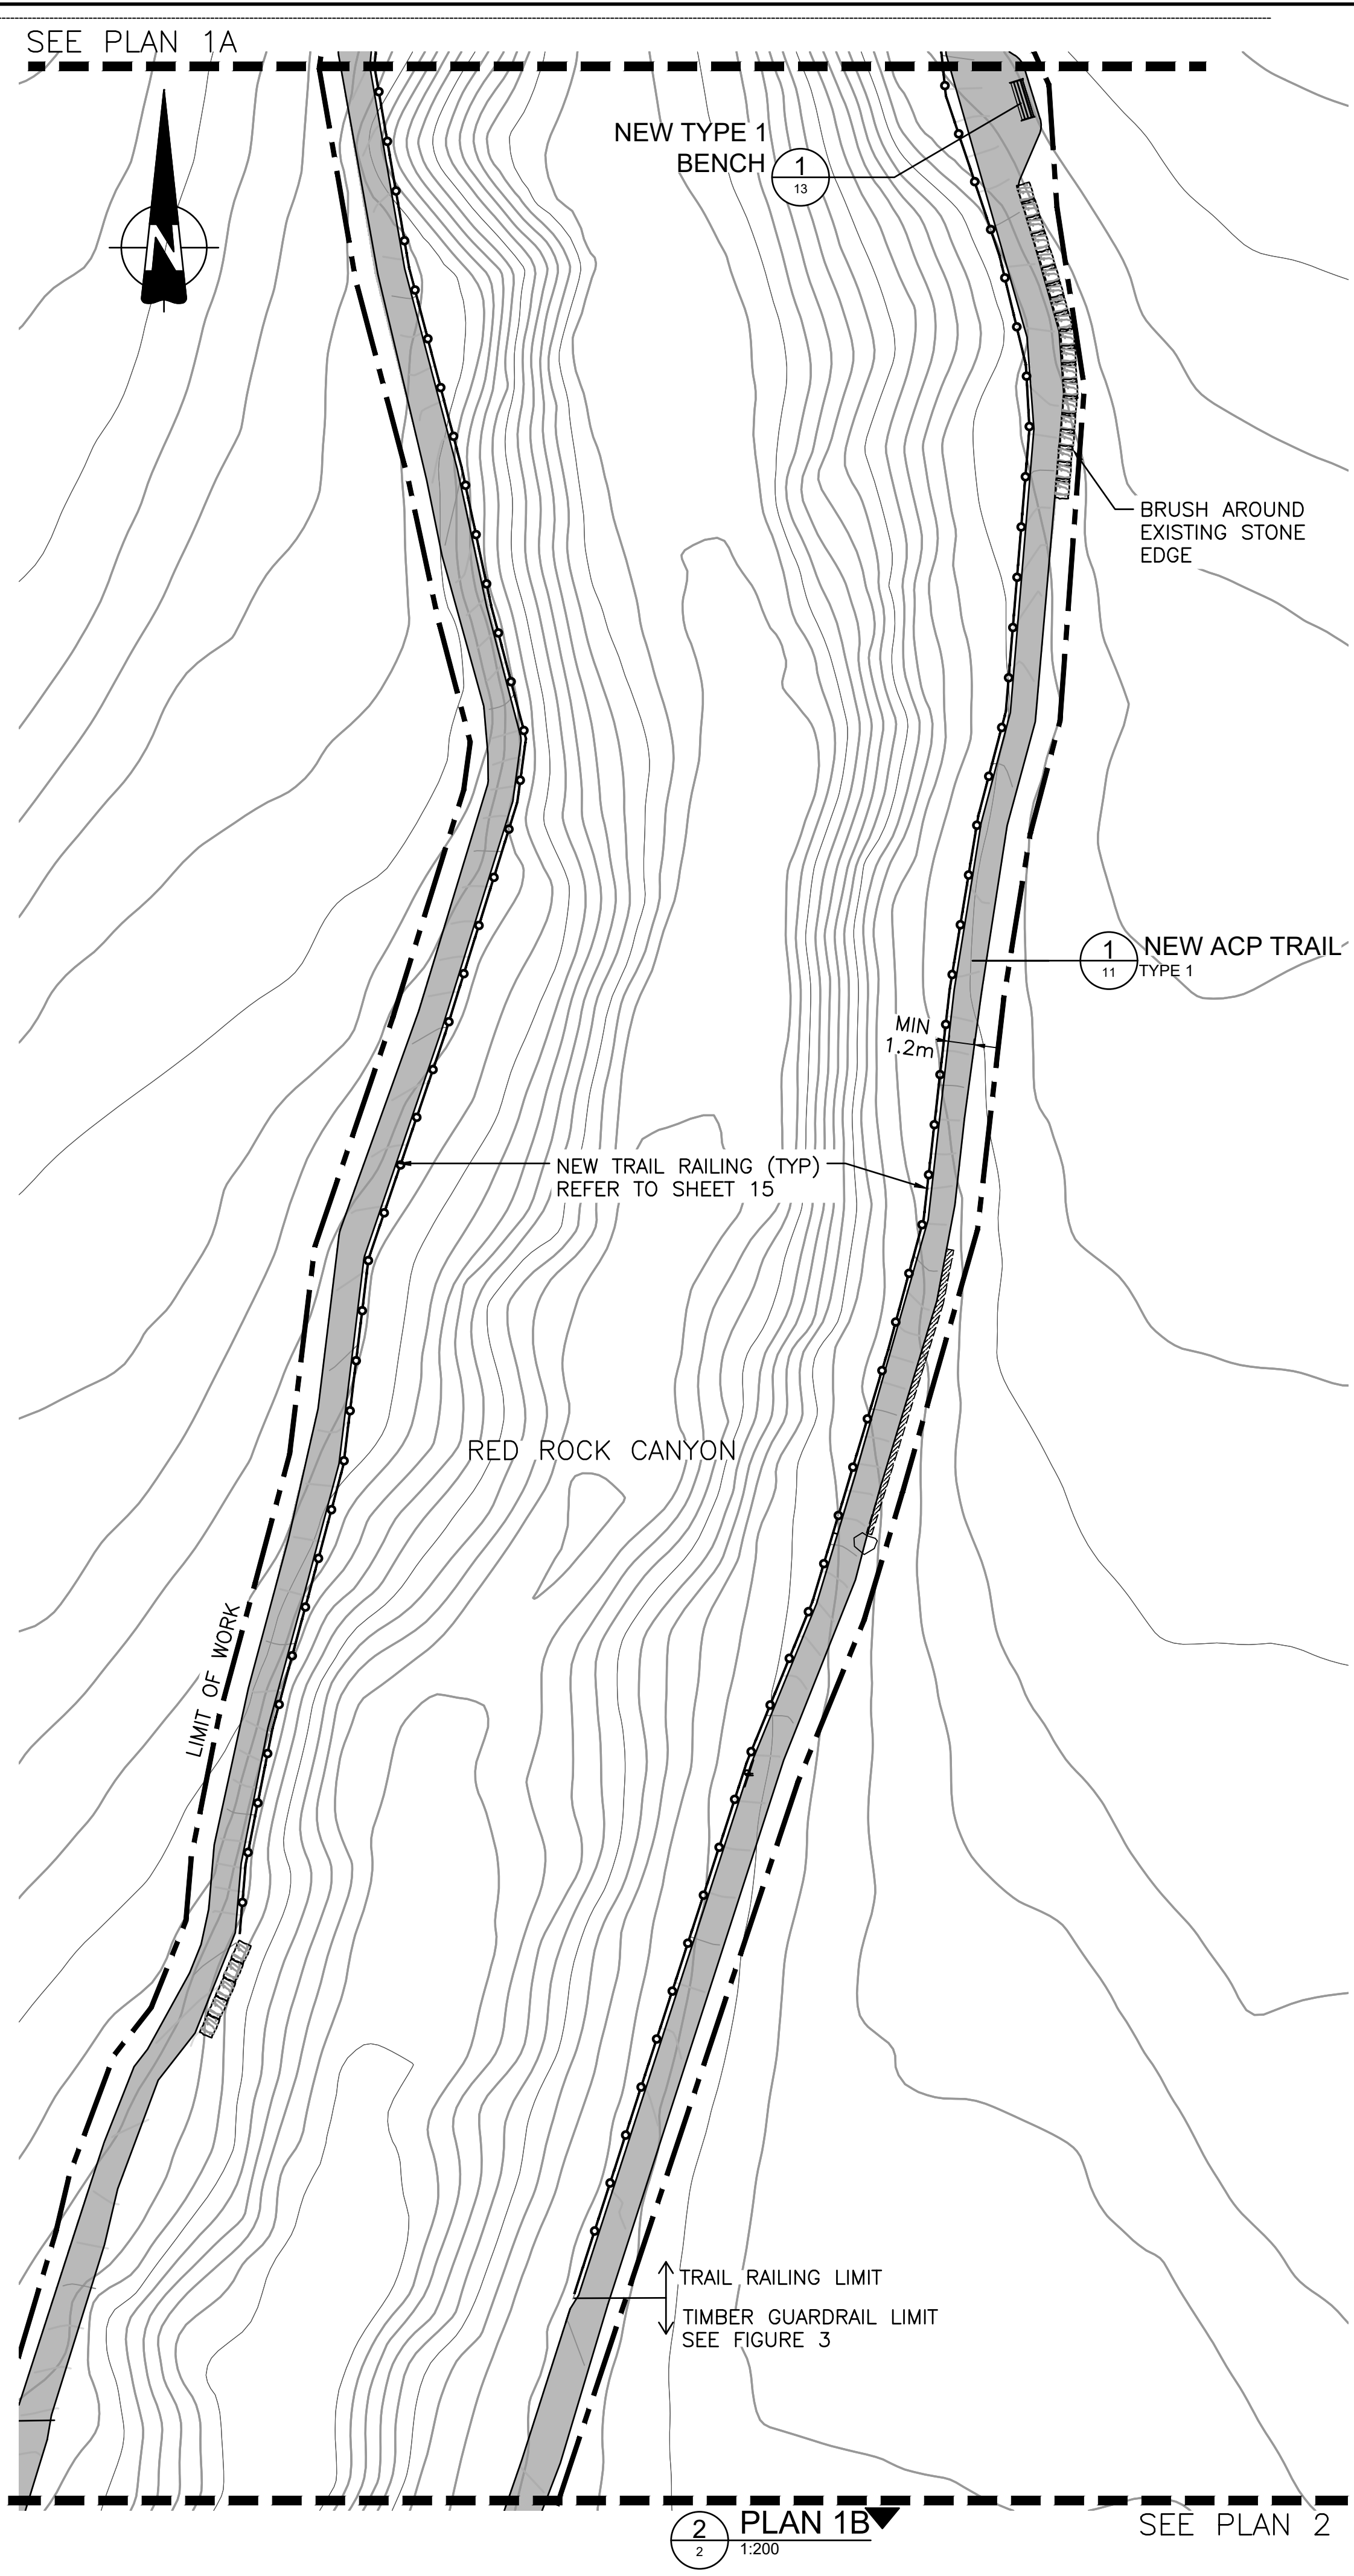 SEE PLAN 1A
N
NEW TYPE 1
BENCH
1
13
BRUSH AROUND
EXISTING STONE
EDGE
1
11
NEW ACP TRAIL
TYPE 1
MIN
1.2m
NEW TRAIL RAILING (TYP)
REFER TO SHEET 15
RED ROCK CANYON
LIMIT OF WORK
TRAIL RAILING LIMIT
TIMBER GUARDRAIL LIMIT
SEE FIGURE 3
2
2
PLAN 1B
1:200
SEE PLAN 2